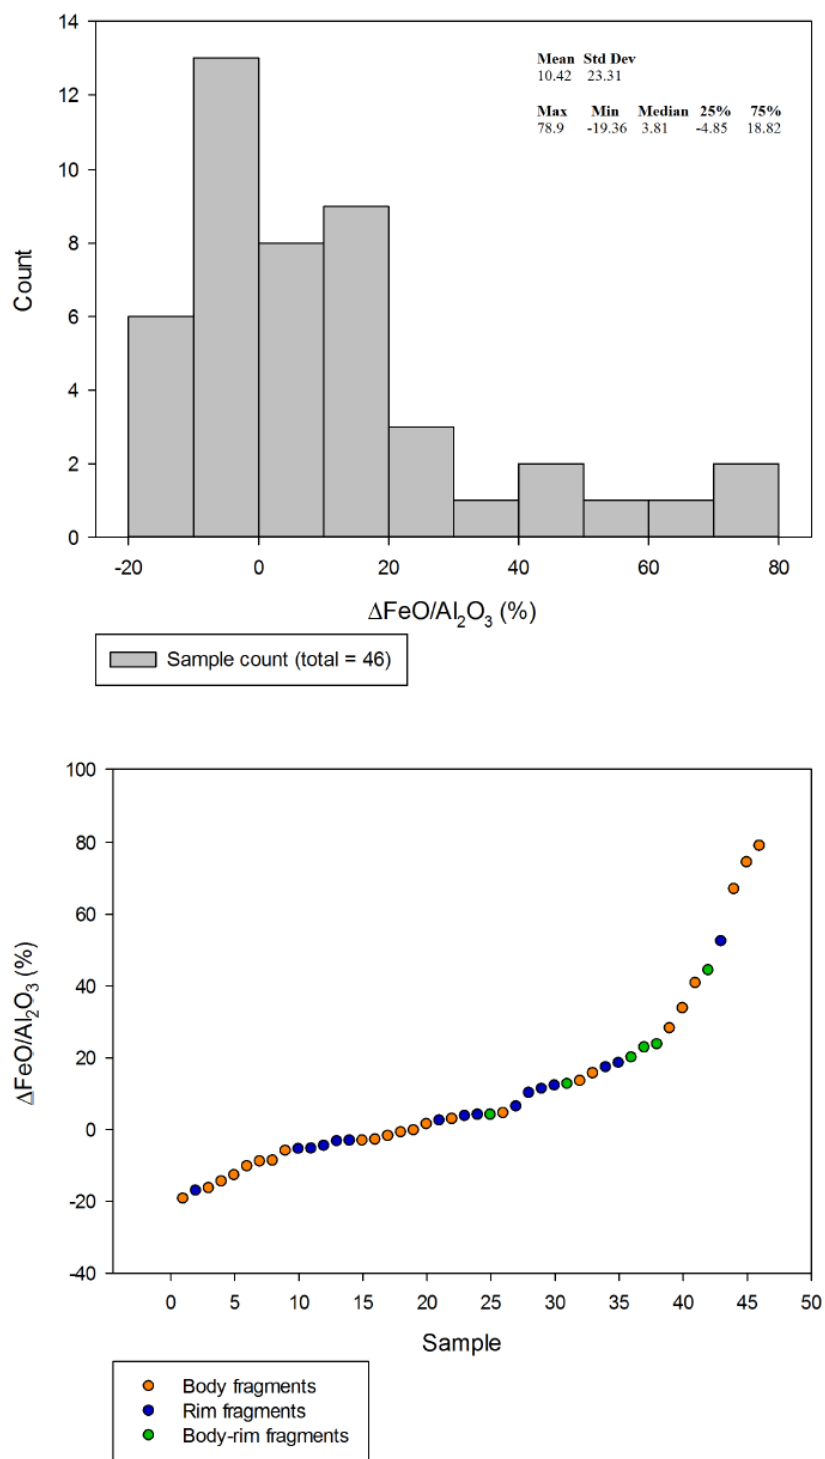 14
12
10
8
6
4
2
0
Count
Mean Std Dev
10.42 23.31
Max Min Median 25% 75%
78.9 -19.36 3.81 -4.85 18.82
-20 0 20 40 60 80
ΔFeO/Al₂O₃ (%)
Sample count (total = 46)
100
80
60
40
20
0
-20
-40
ΔFeO/Al₂O₃ (%)
0 5 10 15 20 25 30 35 40 45 50
Sample
Body fragments
Rim fragments
Body-rim fragments